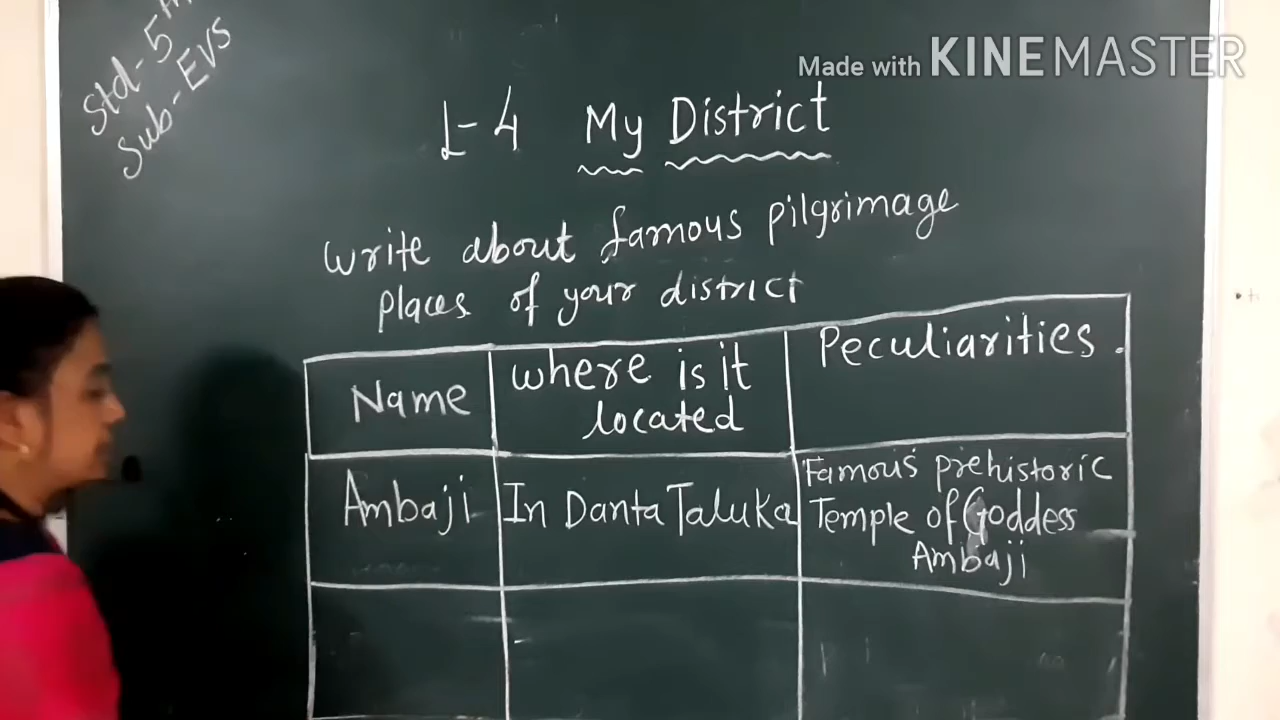 Std-5th
Sub-EVS
Made with KINEMASTER
L-4 My District
Write about famous pilgrimage
places of your district
Name
where is it
located
Peculiarities.
Ambaji
In Danta Taluka
Famous prehistoric
Temple of Goddess
Ambaji